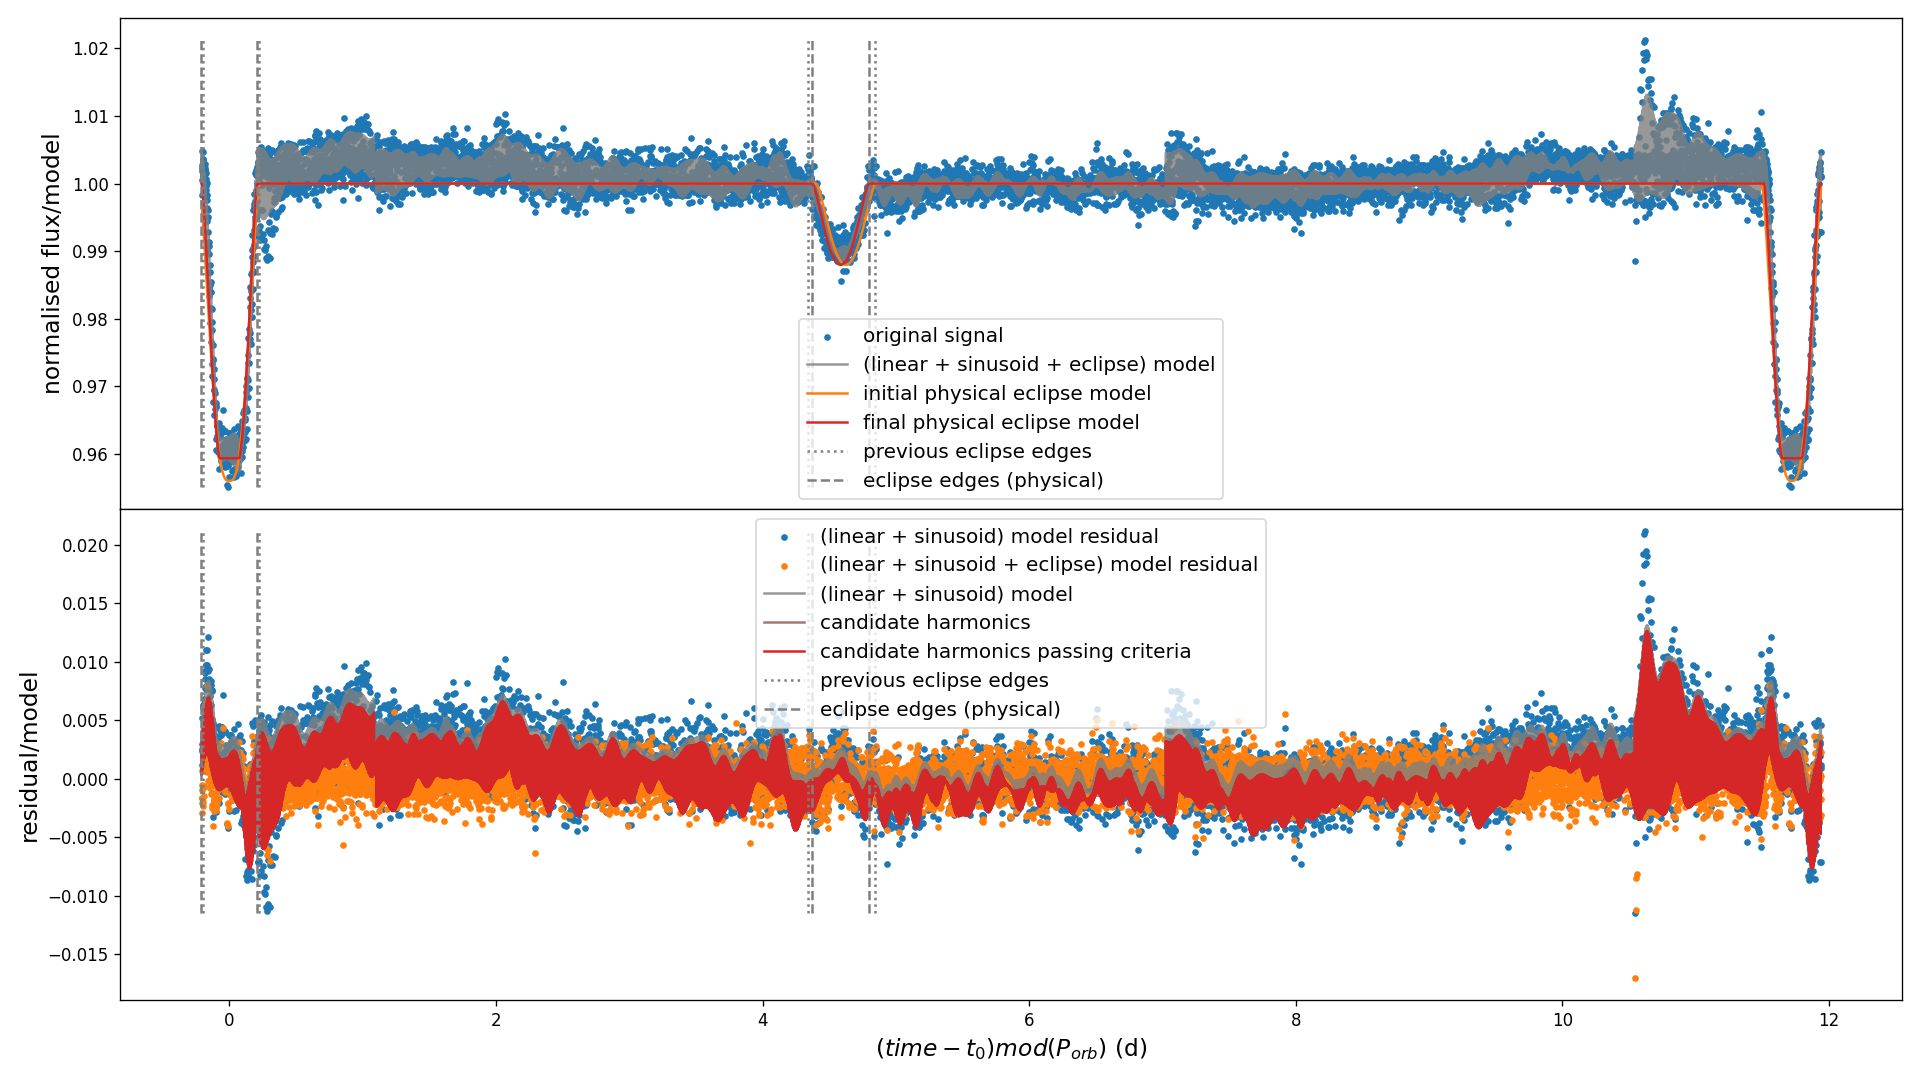 1.02
1.01
1.00
0.99
0.98
0.97
0.96
normalised flux/model
original signal
(linear + sinusoid + eclipse) model
initial physical eclipse model
final physical eclipse model
previous eclipse edges
eclipse edges (physical)
0.020
0.015
0.010
0.005
0.000
−0.005
−0.010
−0.015
residual/model
(linear + sinusoid) model residual
(linear + sinusoid + eclipse) model residual
(linear + sinusoid) model
candidate harmonics
candidate harmonics passing criteria
previous eclipse edges
eclipse edges (physical)
0 2 4 6 8 10 12
(time − t₀)mod(Pₒᵣᵦ) (d)